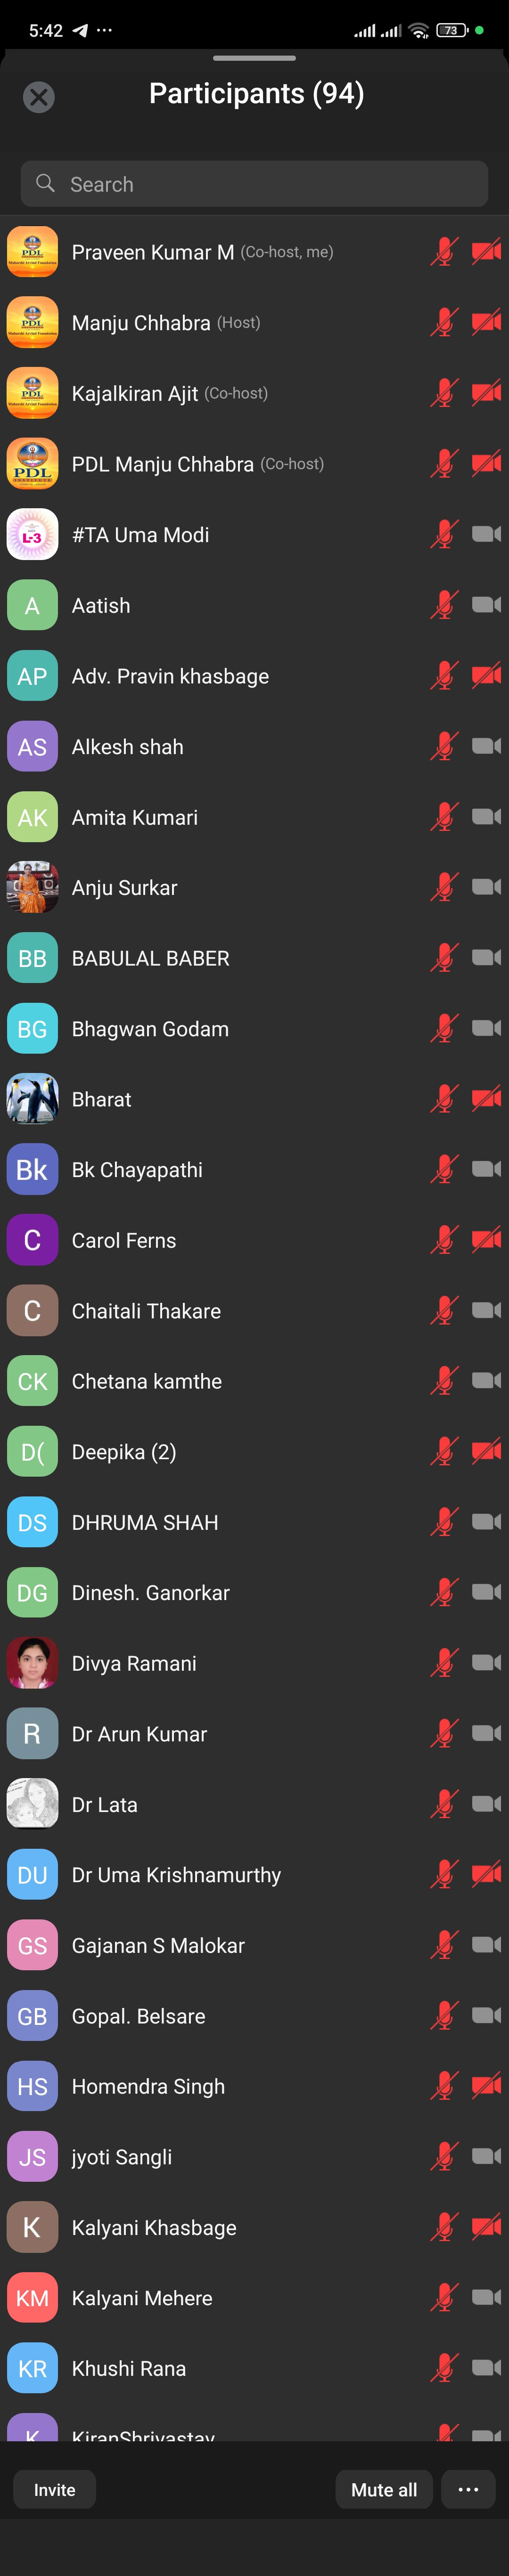 5:42
73
Participants (94)
Search
Praveen Kumar M (Co-host, me)
PDL
Manju Chhabra (Host)
PDL
Kajalkiran Ajit (Co-host)
PDL
PDL Manju Chhabra (Co-host)
PDL
#TA Uma Modi
L-3
A Aatish
AP Adv. Pravin khasbage
AS Alkesh shah
AK Amita Kumari
Anju Surkar
BB BABULAL BABER
BG Bhagwan Godam
Bharat
Bk Bk Chayapathi
C Carol Ferns
C Chaitali Thakare
CK Chetana kamthe
D( Deepika (2)
DS DHRUMA SHAH
DG Dinesh. Ganorkar
Divya Ramani
R Dr Arun Kumar
Dr Lata
DU Dr Uma Krishnamurthy
GS Gajanan S Malokar
GB Gopal. Belsare
HS Homendra Singh
JS jyoti Sangli
K Kalyani Khasbage
KM Kalyani Mehere
KR Khushi Rana
K KiranShrivastav
Invite Mute all ...